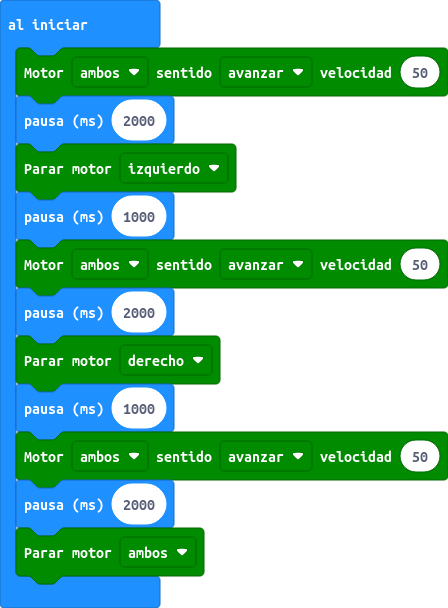 al iniciar
Motor ambos sentido avanzar velocidad 50
pausa (ms) 2000
Parar motor izquierdo
pausa (ms) 1000
Motor ambos sentido avanzar velocidad 50
pausa (ms) 2000
Parar motor derecho
pausa (ms) 1000
Motor ambos sentido avanzar velocidad 50
pausa (ms) 2000
Parar motor ambos